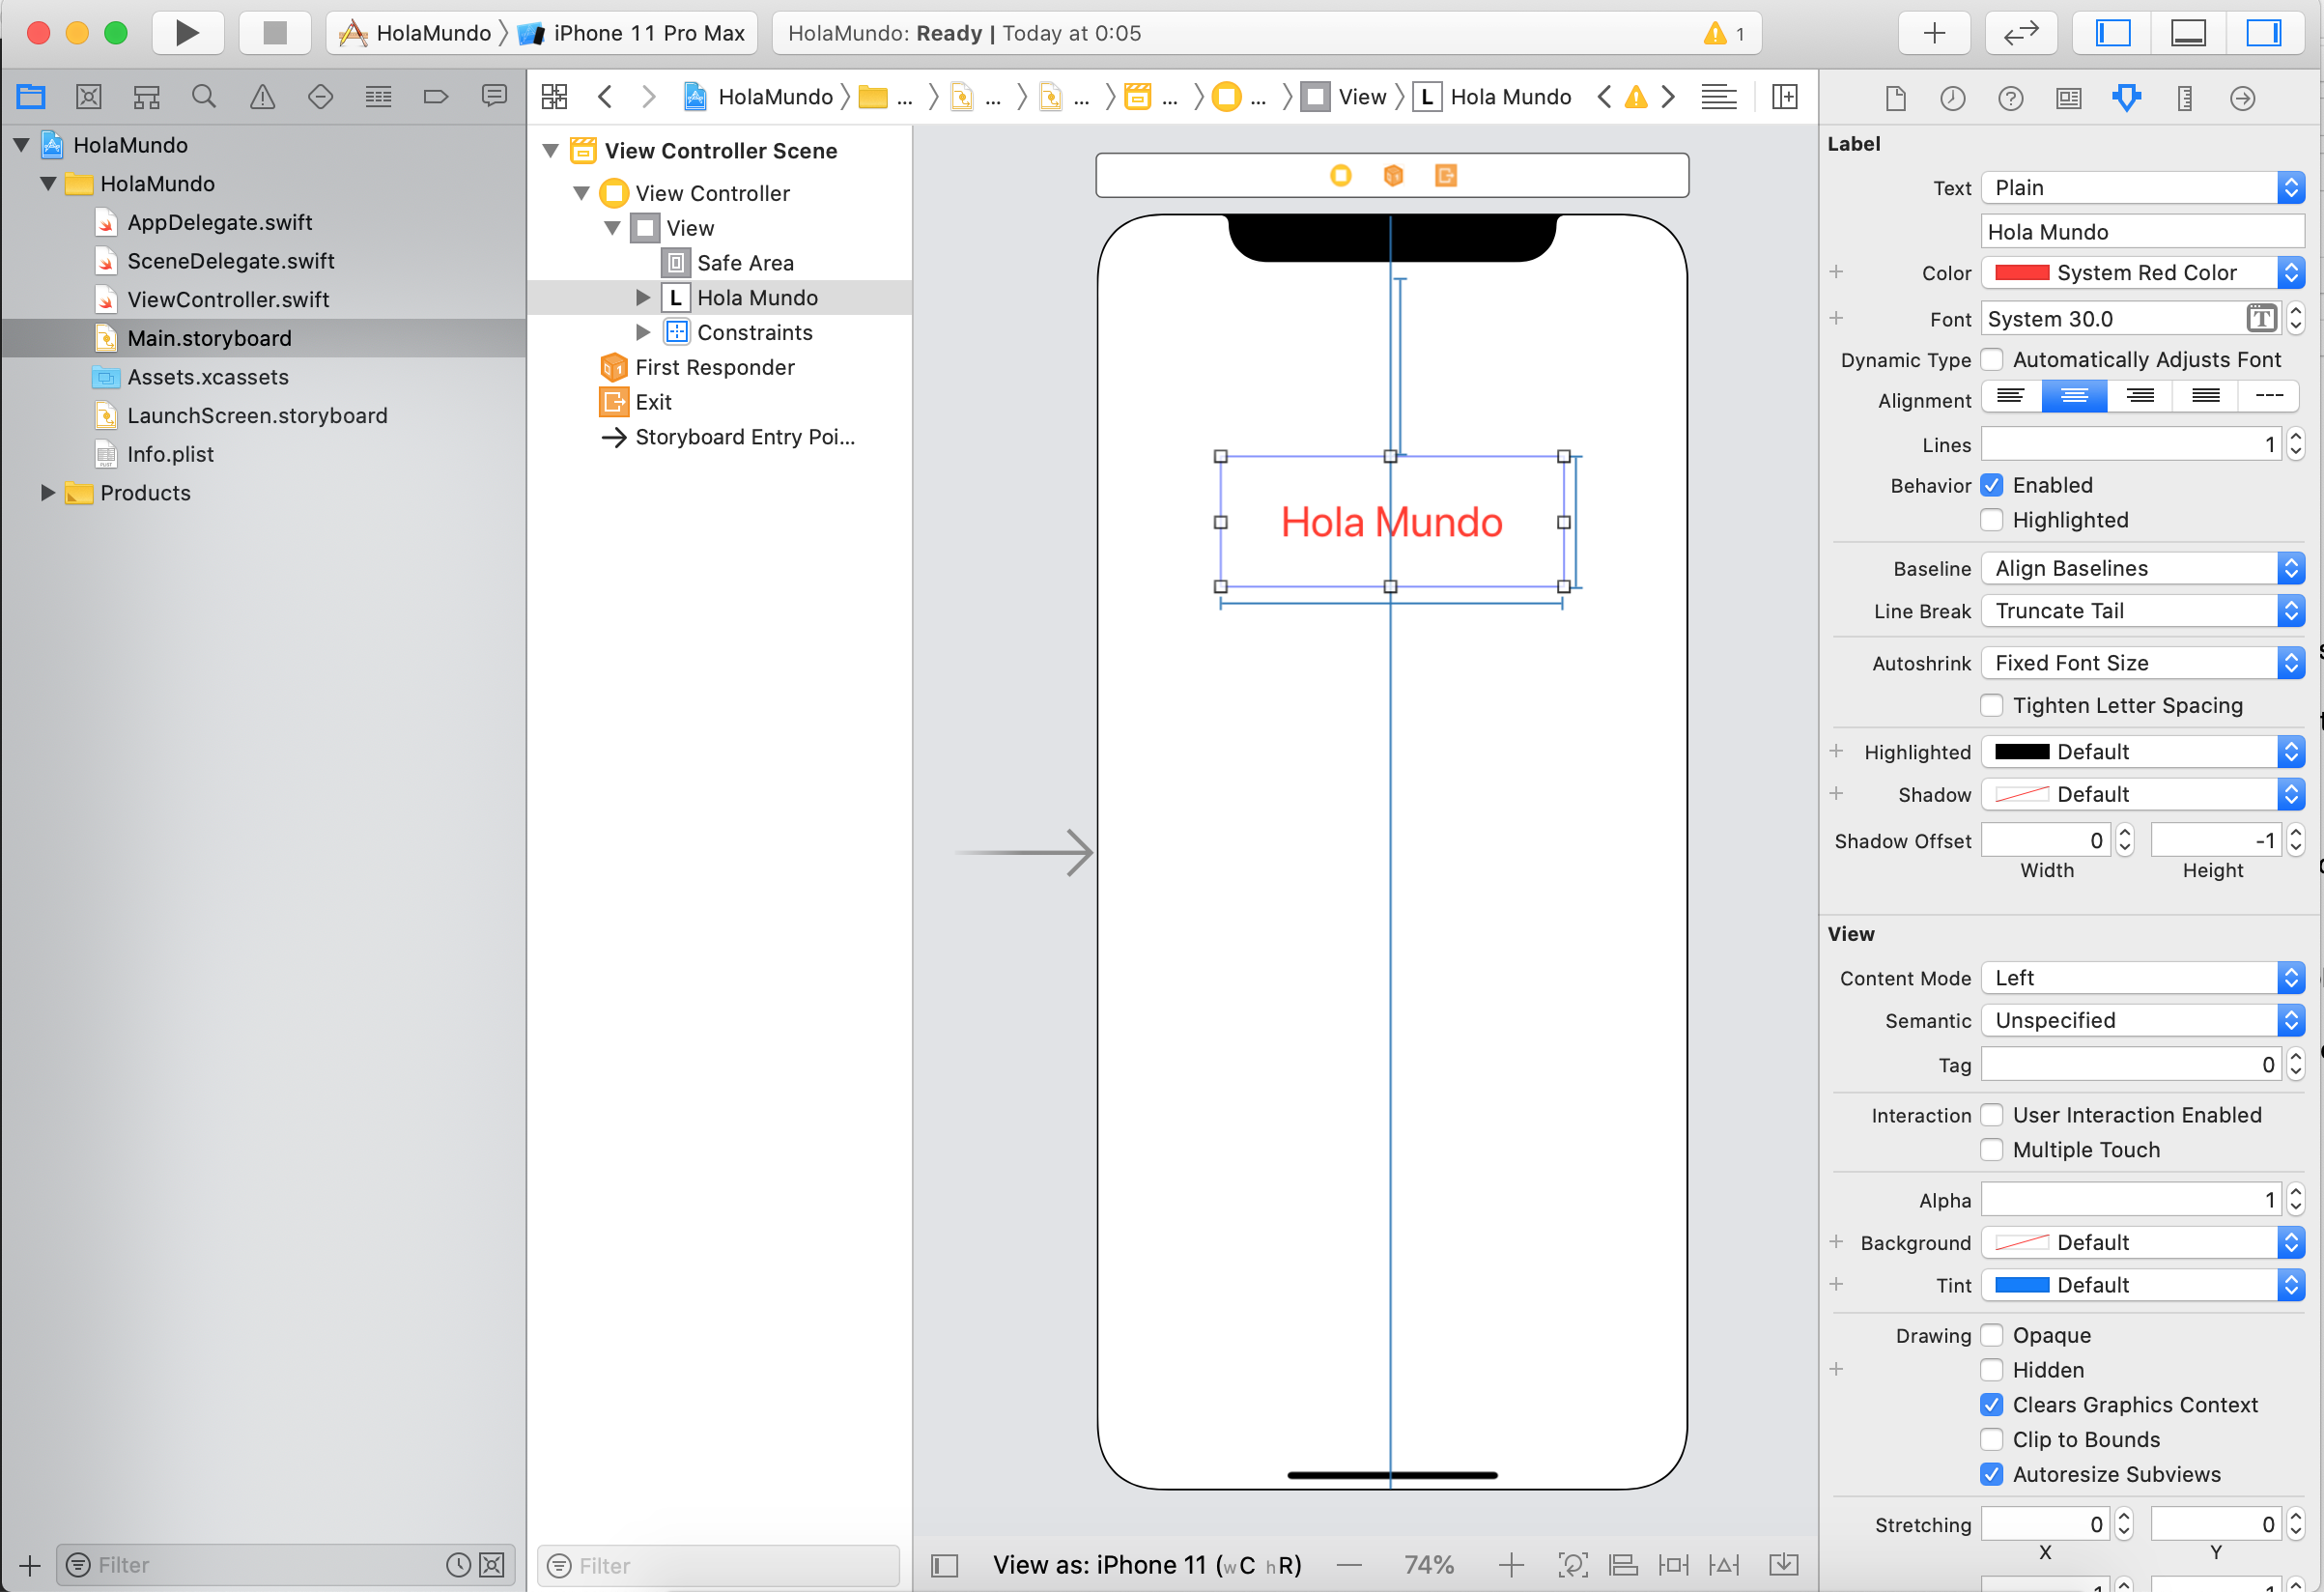 HolaMundo
iPhone 11 Pro Max
HolaMundo: Ready | Today at 0:05
1
HolaMundo
...
...
...
...
...
View
L
Hola Mundo
HolaMundo
HolaMundo
AppDelegate.swift
SceneDelegate.swift
ViewController.swift
Main.storyboard
Assets.xcassets
LaunchScreen.storyboard
Info.plist
Products
Filter
View Controller Scene
View Controller
View
Safe Area
L Hola Mundo
Constraints
First Responder
Exit
Storyboard Entry Poi...
Filter
Hola Mundo
View as: iPhone 11 (wC hR)
74%
Label
Text Plain
Hola Mundo
Color System Red Color
Font System 30.0 T
Dynamic Type Automatically Adjusts Font
Alignment
Lines 1
Behavior Enabled
Highlighted
Baseline Align Baselines
Line Break Truncate Tail
Autoshrink Fixed Font Size
Tighten Letter Spacing
Highlighted Default
Shadow Default
Shadow Offset 0 -1
Width Height
View
Content Mode Left
Semantic Unspecified
Tag 0
Interaction User Interaction Enabled
Multiple Touch
Alpha 1
Background Default
Tint Default
Drawing Opaque
Hidden
Clears Graphics Context
Clip to Bounds
Autoresize Subviews
Stretching 0 0
X Y